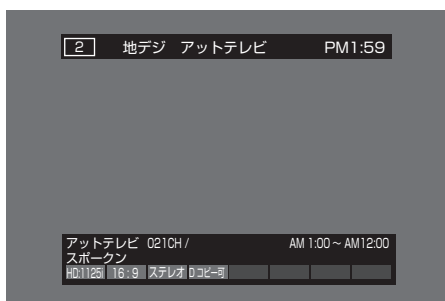 2 地デジ アットテレビ PM1:59
アットテレビ 021CH / AM 1:00～AM12:00
スポークン
HD:1125i 16:9 ステレオ Dコピー可